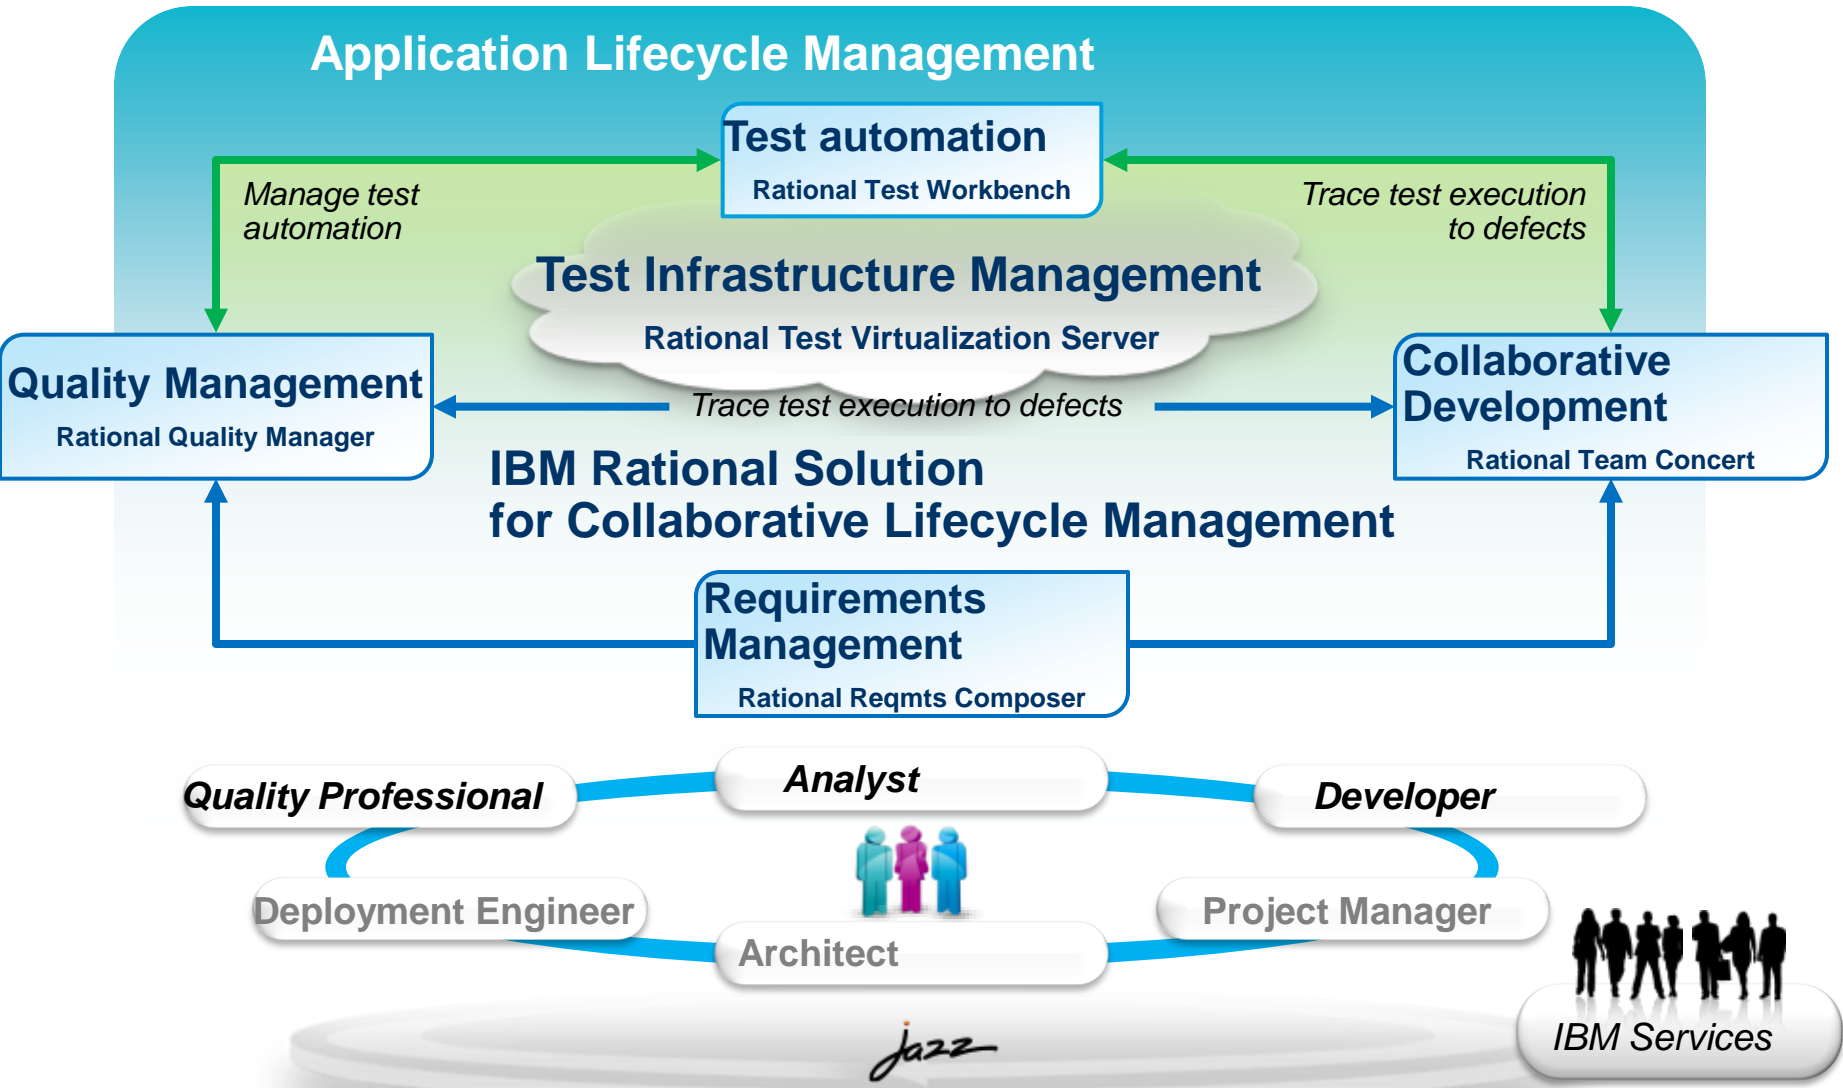 Application Lifecycle Management
Test automation
Rational Test Workbench
Manage test
automation
Trace test execution
to defects
Test Infrastructure Management
Rational Test Virtualization Server
Quality Management
Rational Quality Manager
Trace test execution to defects
Collaborative
Development
Rational Team Concert
IBM Rational Solution
for Collaborative Lifecycle Management
Requirements
Management
Rational Reqmts Composer
Quality Professional
Analyst
Developer
Deployment Engineer
Architect
Project Manager
jazz
IBM Services